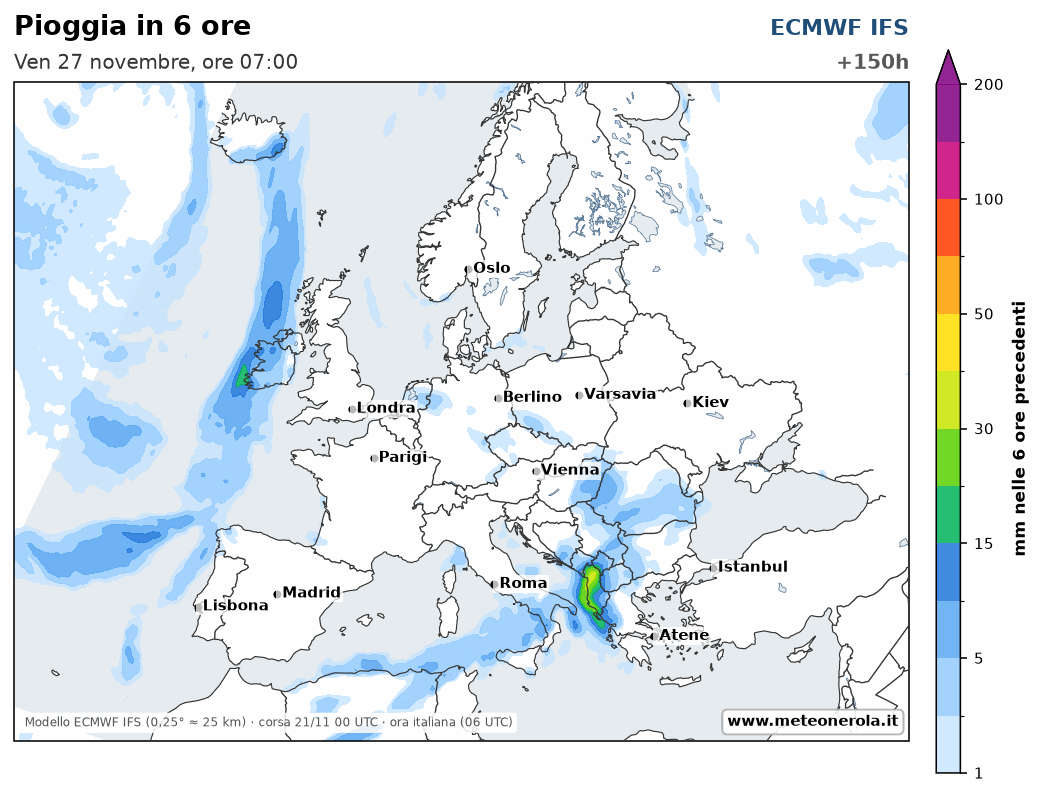 Pioggia in 6 ore
ECMWF IFS
Ven 27 novembre, ore 07:00
+150h
200
100
50
30
15
5
1
mm nelle 6 ore precedenti
Oslo
Berlino
Varsavia
Kiev
Londra
Parigi
Vienna
Istanbul
Roma
Madrid
Lisbona
Atene
Modello ECMWF IFS (0,25° ≈ 25 km) · corsa 21/11 00 UTC · ora italiana (06 UTC)
www.meteonerola.it